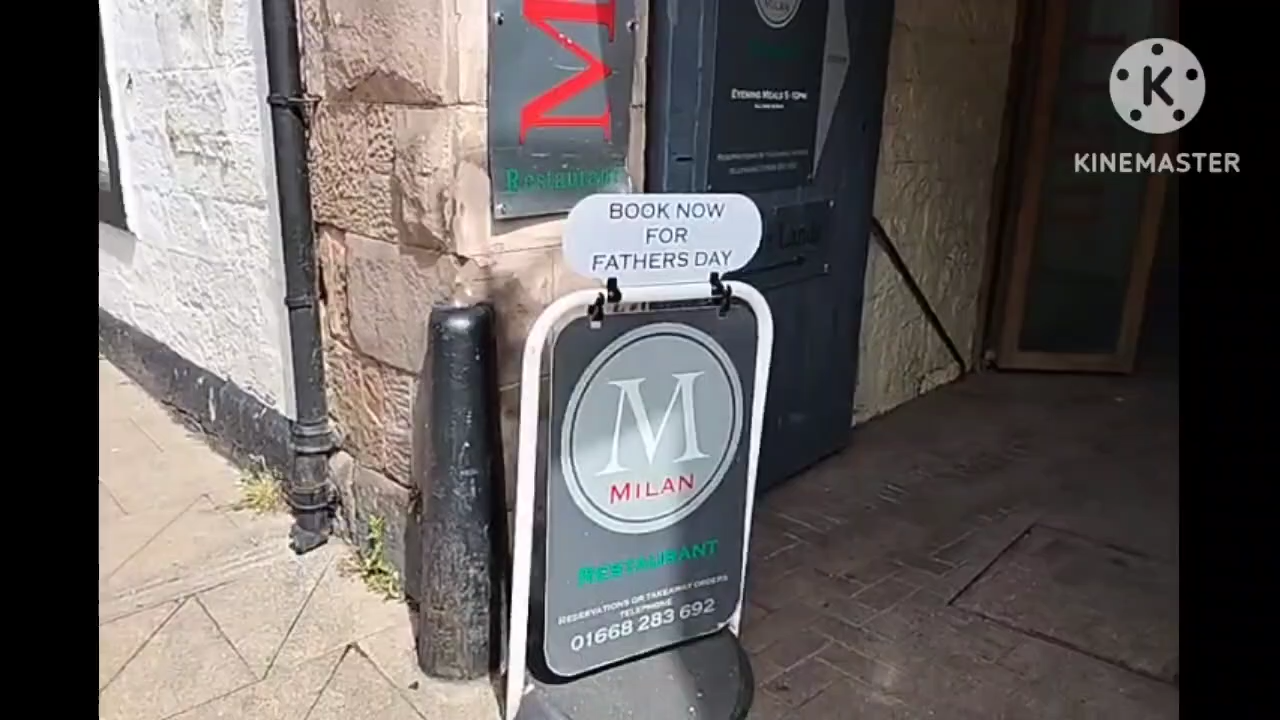 M
Restaurant
MILAN
EVENING MEALS 5-10PM
BOOK NOW
FOR
FATHERS DAY
M
MILAN
RESTAURANT
RESERVATIONS OR TAKEAWAY ORDERS
TELEPHONE
01668 283 692
K
KINEMASTER